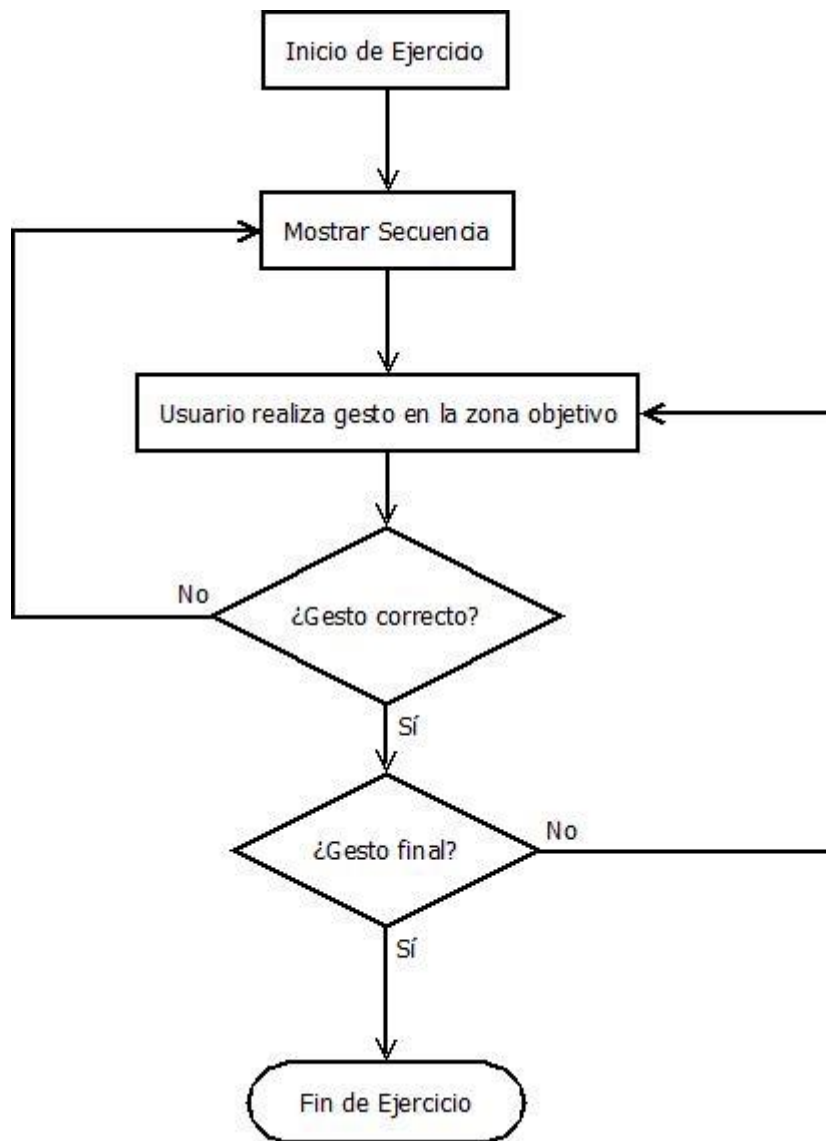 Inicio de Ejercicio
Mostrar Secuencia
Usuario realiza gesto en la zona objetivo
No
¿Gesto correcto?
Sí
¿Gesto final?
No
Sí
Fin de Ejercicio